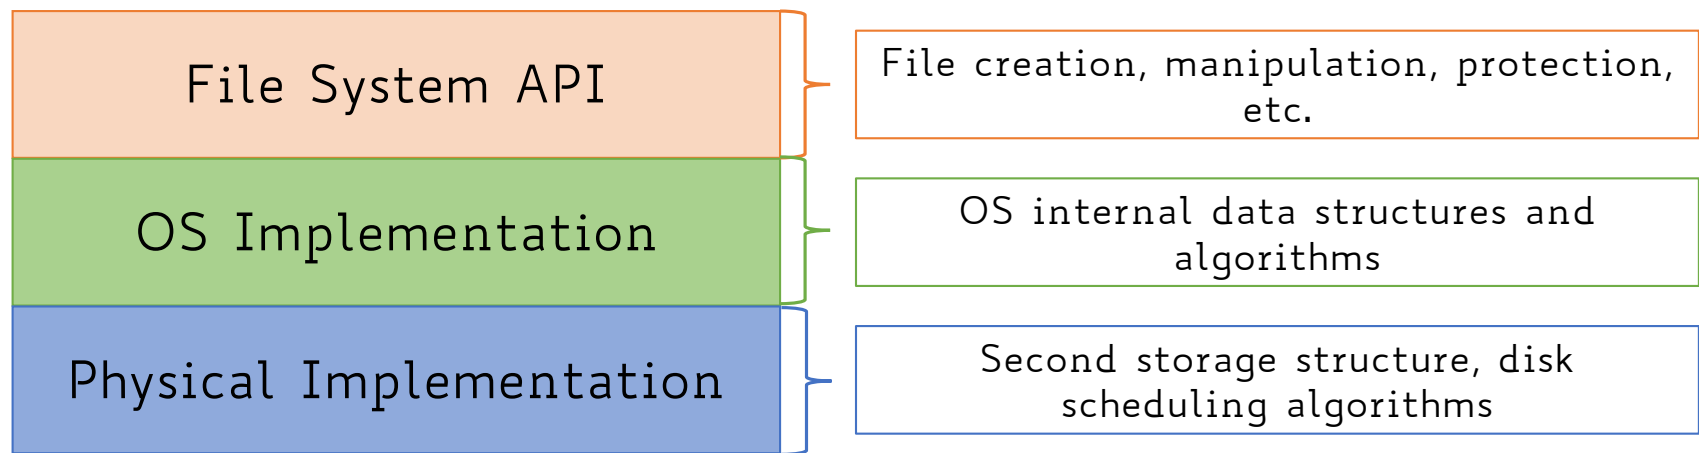 File System API
File creation, manipulation, protection,
etc.
OS Implementation
OS internal data structures and
algorithms
Physical Implementation
Second storage structure, disk
scheduling algorithms